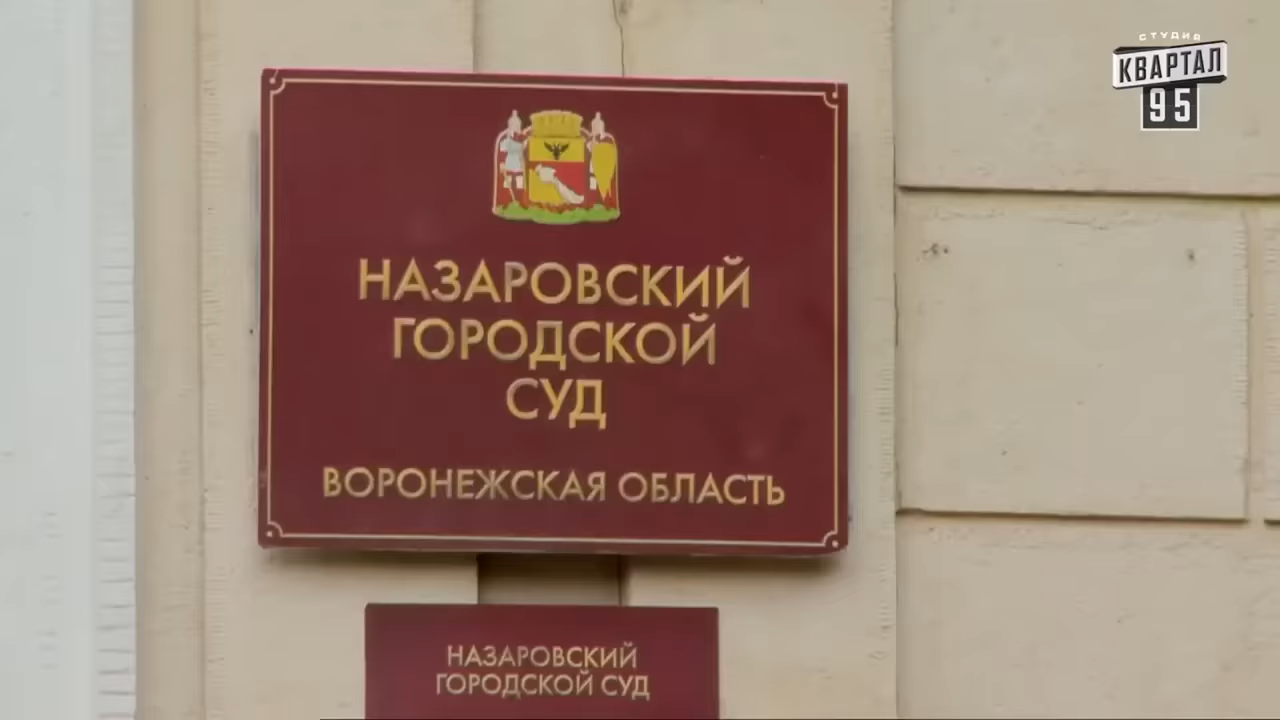 СТУДИЯ
КВАРТАЛ
95
НАЗАРОВСКИЙ
ГОРОДСКОЙ
СУД
ВОРОНЕЖСКАЯ ОБЛАСТЬ
НАЗАРОВСКИЙ
ГОРОДСКОЙ СУД